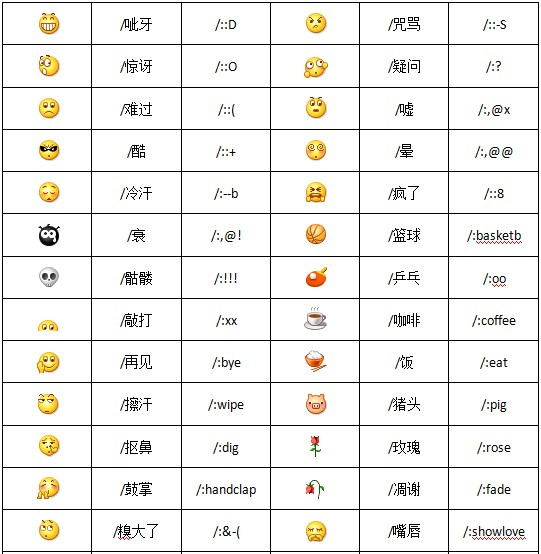 /呲牙 /::D /咒骂 /::-S
/惊讶 /::O /疑问 /:?
/难过 /::( /嘘 /:,@x
/酷 /::+ /晕 /:,@@
/冷汗 /:--b /疯了 /::8
/衰 /:,@! /篮球 /:basketb
/骷髅 /:!!! /乒乓 /:oo
/敲打 /:xx /咖啡 /:coffee
/再见 /:bye /饭 /:eat
/擦汗 /:wipe /猪头 /:pig
/抠鼻 /:dig /玫瑰 /:rose
/鼓掌 /:handclap /凋谢 /:fade
/糗大了 /:&-( /嘴唇 /:showlove